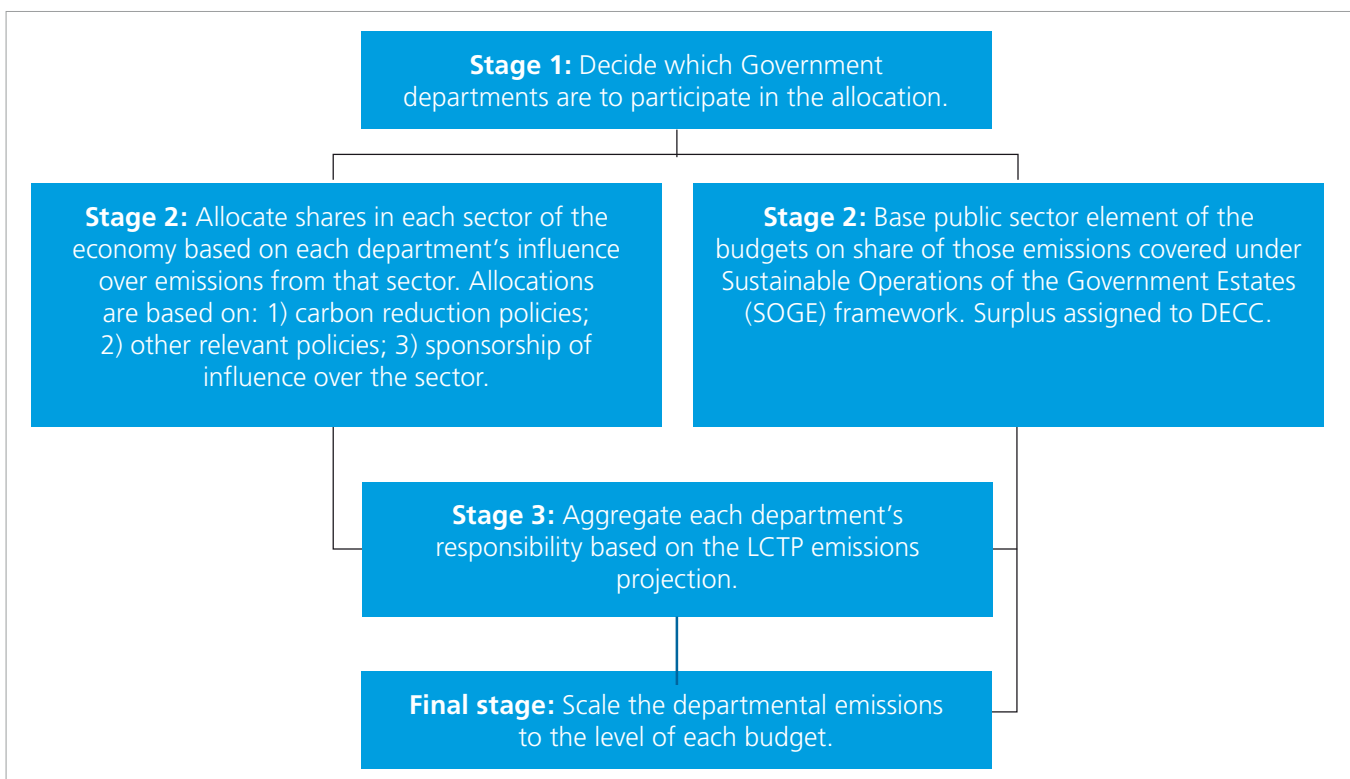 Stage 1: Decide which Government
departments are to participate in the allocation.
Stage 2: Allocate shares in each sector of the
economy based on each department’s influence
over emissions from that sector. Allocations
are based on: 1) carbon reduction policies;
2) other relevant policies; 3) sponsorship of
influence over the sector.
Stage 2: Base public sector element of the
budgets on share of those emissions covered under
Sustainable Operations of the Government Estates
(SOGE) framework. Surplus assigned to DECC.
Stage 3: Aggregate each department’s
responsibility based on the LCTP emissions
projection.
Final stage: Scale the departmental emissions
to the level of each budget.